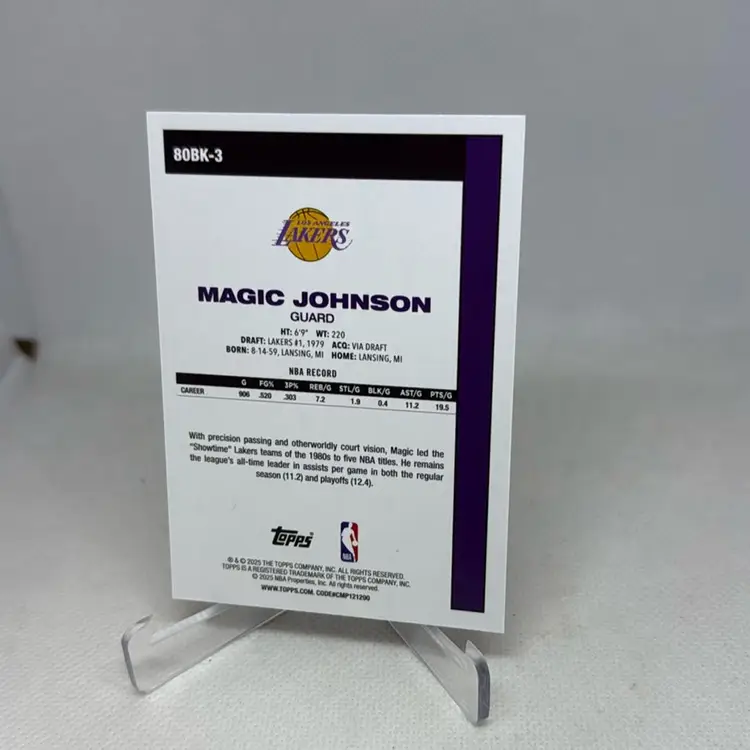 80BK-3
LOS ANGELES
LAKERS
MAGIC JOHNSON
GUARD
HT: 6'9" WT: 220
DRAFT: LAKERS #1, 1979 ACQ: VIA DRAFT
BORN: 8-14-59, LANSING, MI HOME: LANSING, MI
NBA RECORD
G FG% 3P% REB/G STL/G BLK/G AST/G PTS/G
CAREER 906 .520 .303 7.2 1.9 0.4 11.2 19.5
With precision passing and otherworldly court vision, Magic led the
"Showtime" Lakers teams of the 1980s to five NBA titles. He remains
the league's all-time leader in assists per game in both the regular
season (11.2) and playoffs (12.4).
Topps
NBA
® & © 2025 THE TOPPS COMPANY, INC. ALL RIGHTS RESERVED.
TOPPS IS A REGISTERED TRADEMARK OF THE TOPPS COMPANY, INC.
© 2025 NBA Properties, Inc. All rights reserved.
WWW.TOPPS.COM. CODE#CMP121290